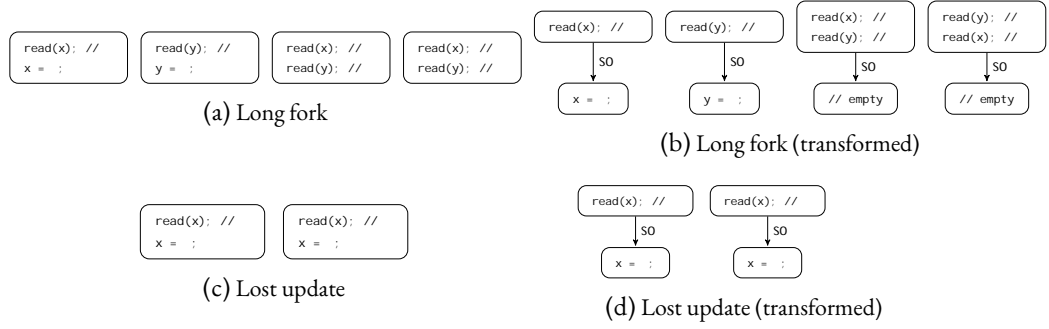 read(x); //
x = ;
read(y); //
y = ;
read(x); //
read(y); //
read(x); //
read(y); //
(a) Long fork
read(x); //
SO
x = ;
read(y); //
SO
y = ;
read(x); //
read(y); //
SO
// empty
read(y); //
read(x); //
SO
// empty
(b) Long fork (transformed)
read(x); //
x = ;
read(x); //
x = ;
(c) Lost update
read(x); //
SO
x = ;
read(x); //
SO
x = ;
(d) Lost update (transformed)